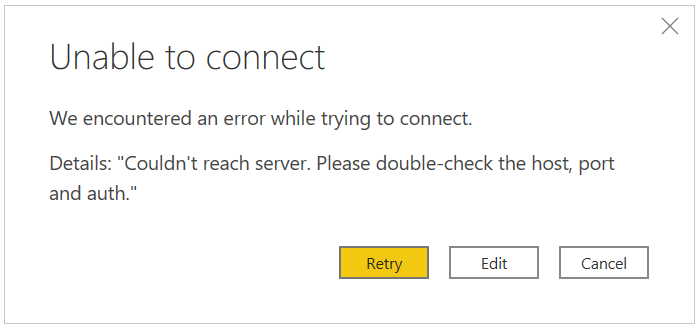 Unable to connect
We encountered an error while trying to connect.
Details: "Couldn't reach server. Please double-check the host, port
and auth."
Retry Edit Cancel